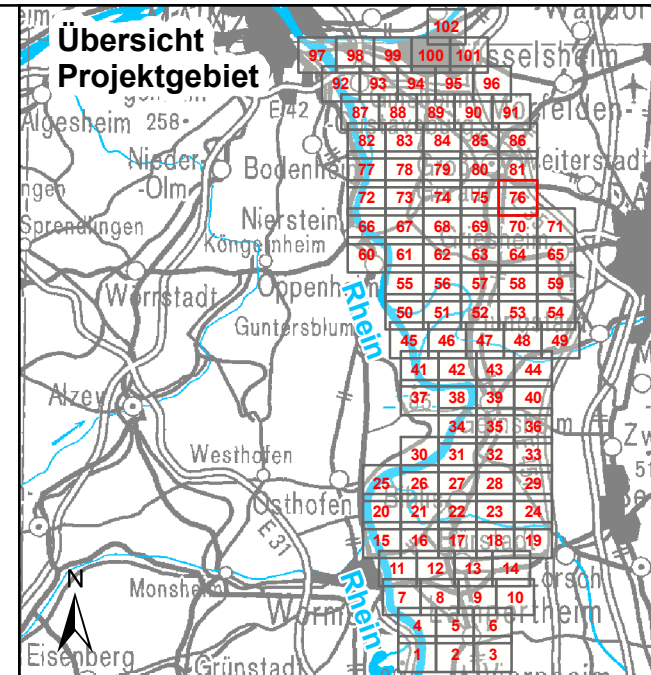 Übersicht
Projektgebiet
102
97 98 99 100 101
sselsheim
92 93 94 95 96
E 42
87 88 89 90 91
Algesheim 258
82 83 84 85 86
Nieder
-Olm
Bodenheim
77 78 79 80 81
Weiterstadt
72 73 74 75 76
Sprendlingen
Nierstein
66 67 68 69 70 71
Köngernheim
60 61 62 63 64 65
Wörrstadt
Oppenheim
55 56 57 58 59
Rhein
50 51 52 53 54
Guntersblum
45 46 47 48 49
41 42 43 44
Alzey
37 38 39 40
34 35 36
Westhofen
30 31 32 33
25 26 27 28 29
Osthofen
20 21 22 23 24
E 31
15 16 17 18 19
11 12 13 14
Lorsch
N
Monsheim
Rhein
7 8 9 10
Worms
4 5 6
Eisenberg
Grünstadt
1 2 3